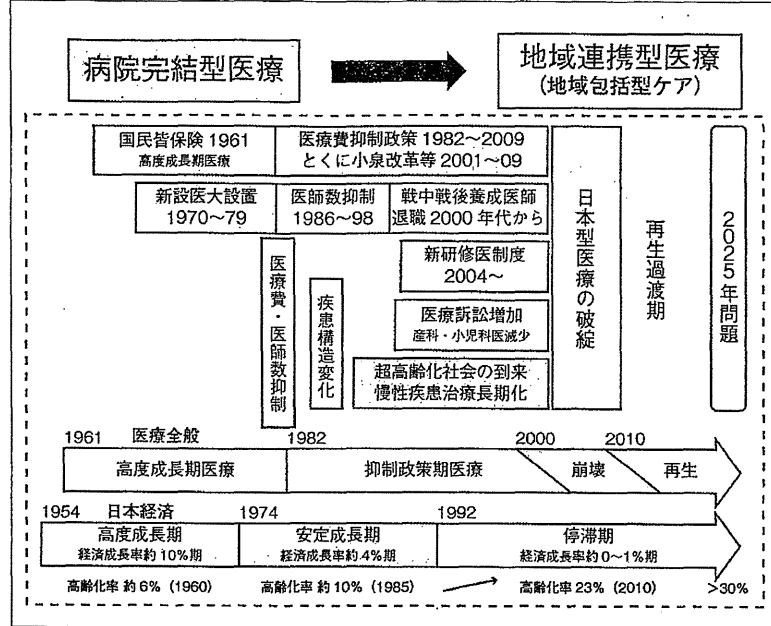 病院完結型医療
地域連携型医療
(地域包括型ケア)
国民皆保険 1961
高度成長期医療
医療費抑制政策 1982〜2009
とくに小泉改革等 2001〜09
新設医大設置
1970〜79
医師数抑制
1986〜98
戦中戦後養成医師
退職 2000 年代から
新研修医制度
2004〜
医療訴訟増加
産科・小児科医減少
超高齢化社会の到来
慢性疾患治療長期化
医療費・医師数抑制
疾患構造変化
日本型医療の破綻
再生過渡期
2025年問題
1961 医療全般 1982 2000 2010
高度成長期医療 抑制政策期医療 崩壊 再生
1954 日本経済 1974 1992
高度成長期 安定成長期 停滞期
経済成長率約10%期 経済成長率約4%期 経済成長率約0〜1%期
高齢化率 約6% (1960) 高齢化率 約10% (1985) 高齢化率 23% (2010) >30%